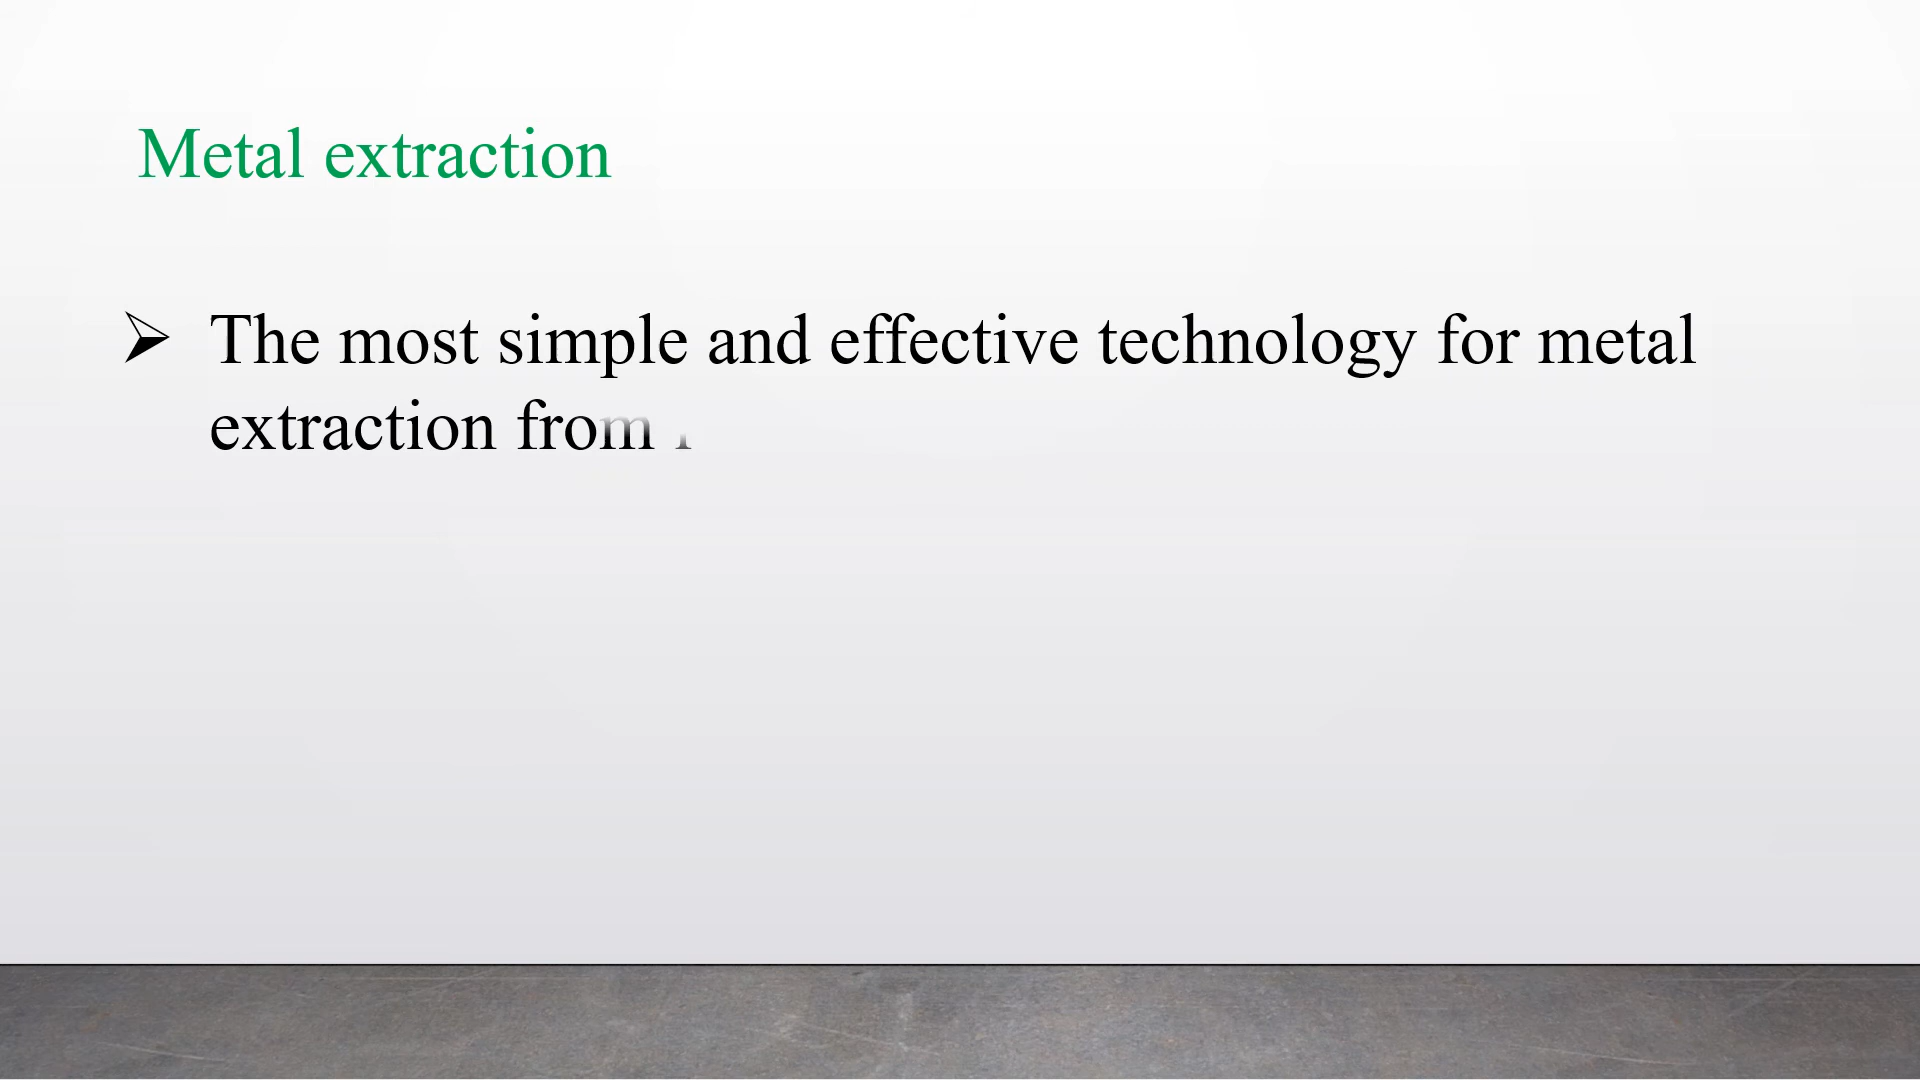 Metal extraction
➢ The most simple and effective technology for metal
extraction from